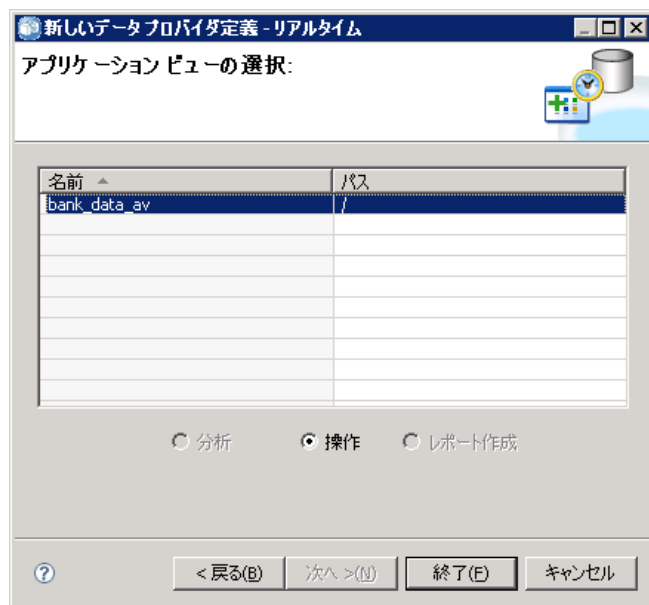 新しいデータ プロバイダ定義 - リアルタイム
アプリケーション ビューの選択:
名前 パス
bank_data_av /
分析 操作 レポート作成
? < 戻る(B) 次へ >(N) 終了(F) キャンセル